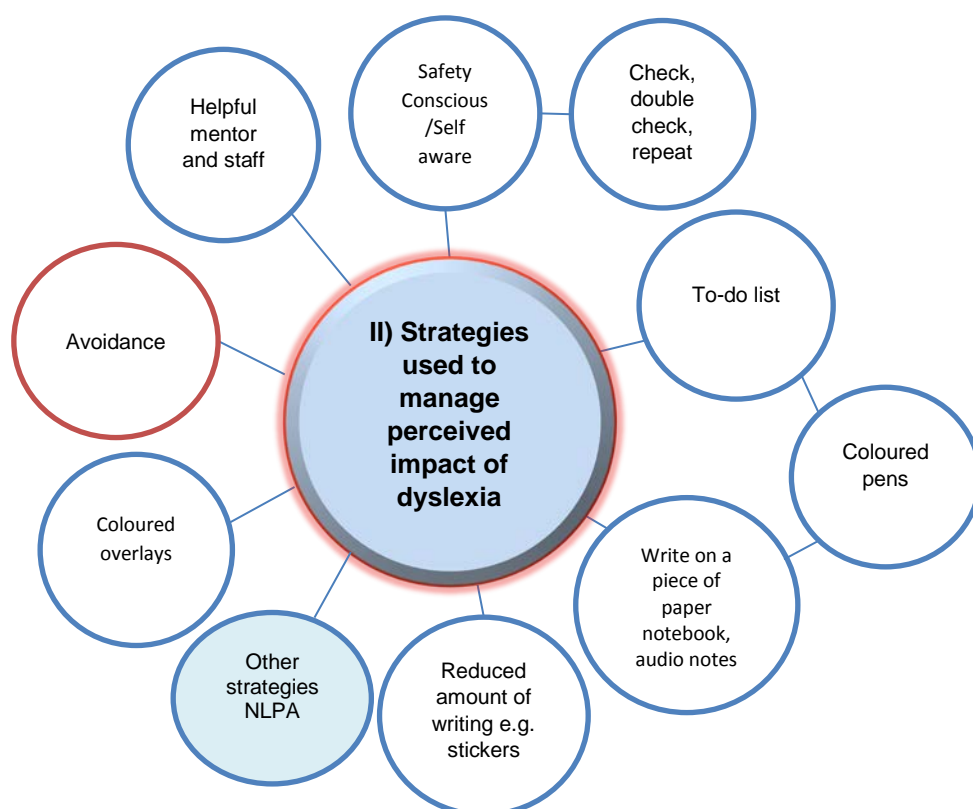 Helpful
mentor
and staff
Safety
Conscious
/Self
aware
Check,
double
check,
repeat
To-do list
Coloured
pens
Write on a
piece of
paper
notebook,
audio notes
Reduced
amount of
writing e.g.
stickers
Other
strategies
NLPA
Coloured
overlays
Avoidance
II) Strategies
used to
manage
perceived
impact of
dyslexia